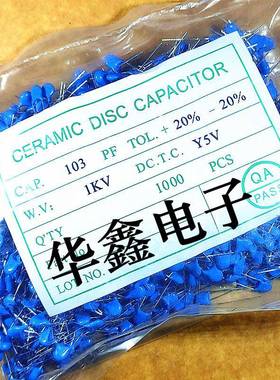 CERAMIC DISC CAPACITOR
CAP. 103 PF TOL. + 20% - 20%
W.V: 1KV DC.T.C. Y5V
Q'TY 1000 PCS
LOT NO.
QA
PASS
华鑫电子